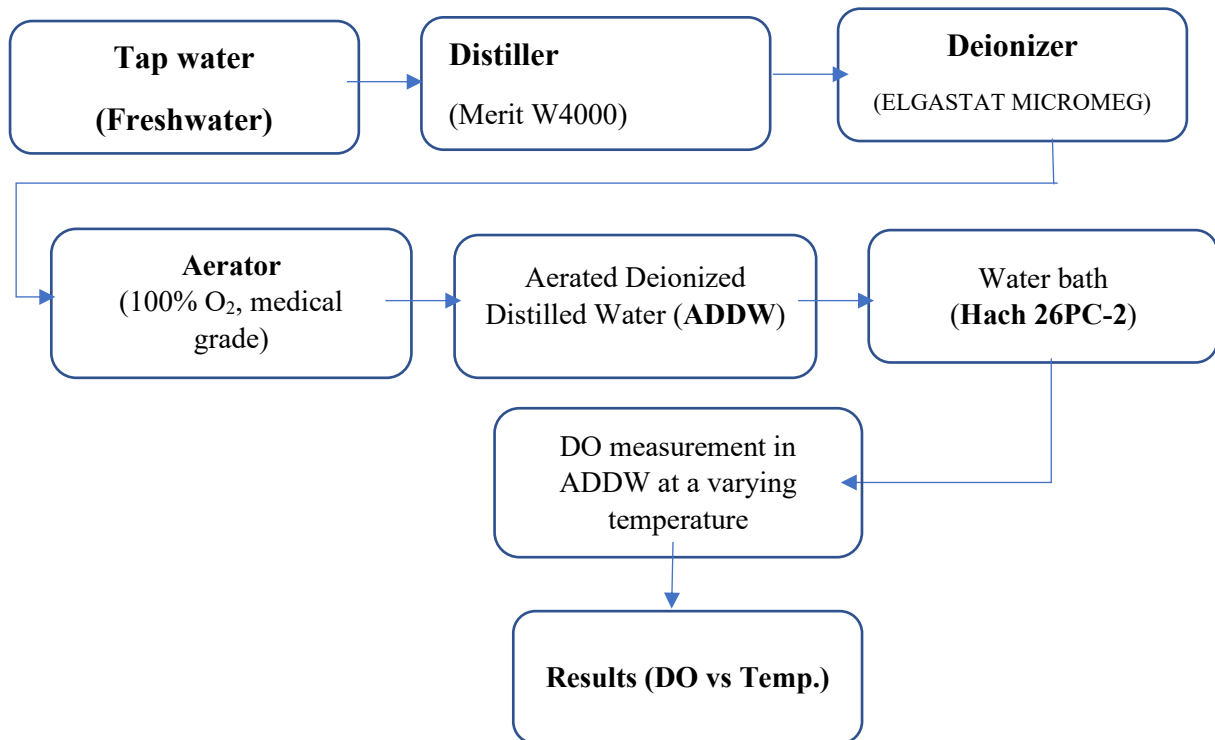 Tap water
(Freshwater)
Distiller
(Merit W4000)
Deionizer
(ELGASTAT MICROMEG)
Aerator
(100% O₂, medical
grade)
Aerated Deionized
Distilled Water (ADDW)
Water bath
(Hach 26PC-2)
DO measurement in
ADDW at a varying
temperature
Results (DO vs Temp.)